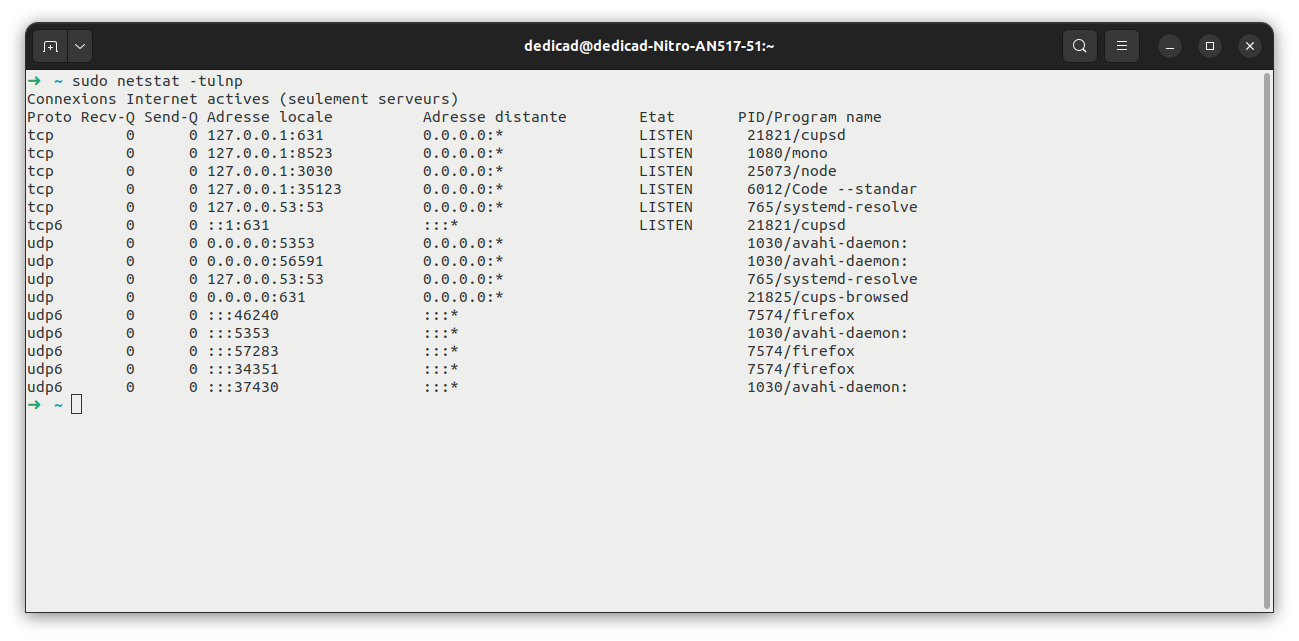 dedicad@dedicad-Nitro-AN517-51:~
➜ ~ sudo netstat -tulnp
Connexions Internet actives (seulement serveurs)
Proto Recv-Q Send-Q Adresse locale          Adresse distante        Etat       PID/Program name
tcp        0      0 127.0.0.1:631           0.0.0.0:*               LISTEN      21821/cupsd
tcp        0      0 127.0.0.1:8523          0.0.0.0:*               LISTEN      1080/mono
tcp        0      0 127.0.0.1:3030          0.0.0.0:*               LISTEN      25073/node
tcp        0      0 127.0.0.1:35123         0.0.0.0:*               LISTEN      6012/Code --standar
tcp        0      0 127.0.0.53:53           0.0.0.0:*               LISTEN      765/systemd-resolve
tcp6       0      0 ::1:631                 :::*                    LISTEN      21821/cupsd
udp        0      0 0.0.0.0:5353            0.0.0.0:*                           1030/avahi-daemon:
udp        0      0 0.0.0.0:56591           0.0.0.0:*                           1030/avahi-daemon:
udp        0      0 127.0.0.53:53           0.0.0.0:*                           765/systemd-resolve
udp        0      0 0.0.0.0:631             0.0.0.0:*                           21825/cups-browsed
udp6       0      0 :::46240                :::*                                7574/firefox
udp6       0      0 :::5353                 :::*                                1030/avahi-daemon:
udp6       0      0 :::57283                :::*                                7574/firefox
udp6       0      0 :::34351                :::*                                7574/firefox
udp6       0      0 :::37430                :::*                                1030/avahi-daemon:
➜ ~